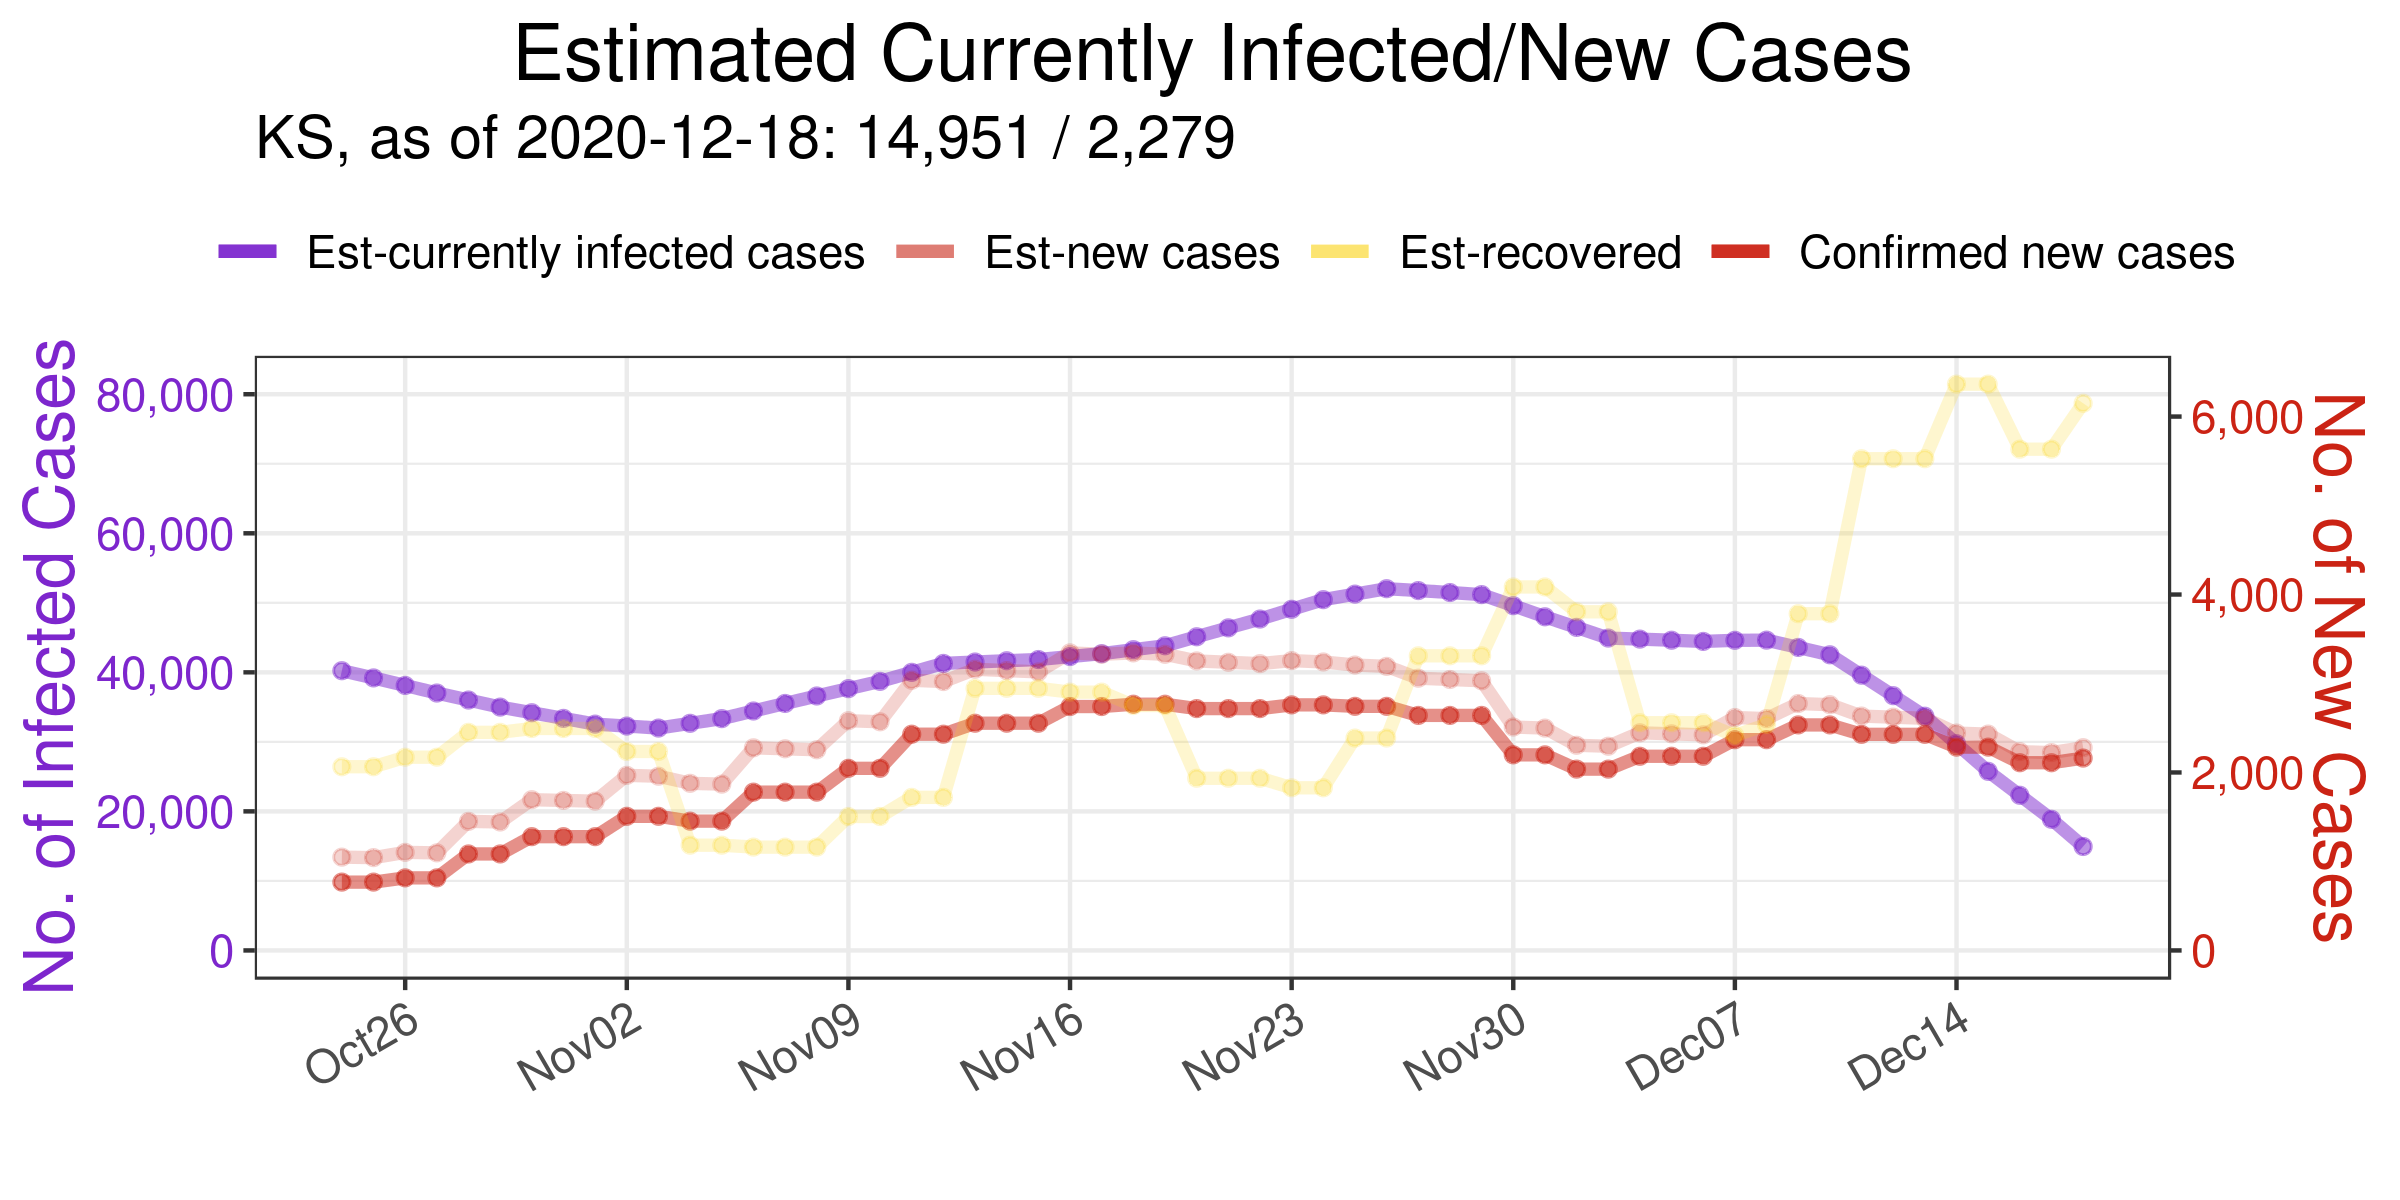 Estimated Currently Infected/New Cases
KS, as of 2020-12-18: 14,951 / 2,279
Est-currently infected cases Est-new cases Est-recovered Confirmed new cases
No. of Infected Cases
80,000
60,000
40,000
20,000
0
6,000
4,000
2,000
0
No. of New Cases
Oct26 Nov02 Nov09 Nov16 Nov23 Nov30 Dec07 Dec14